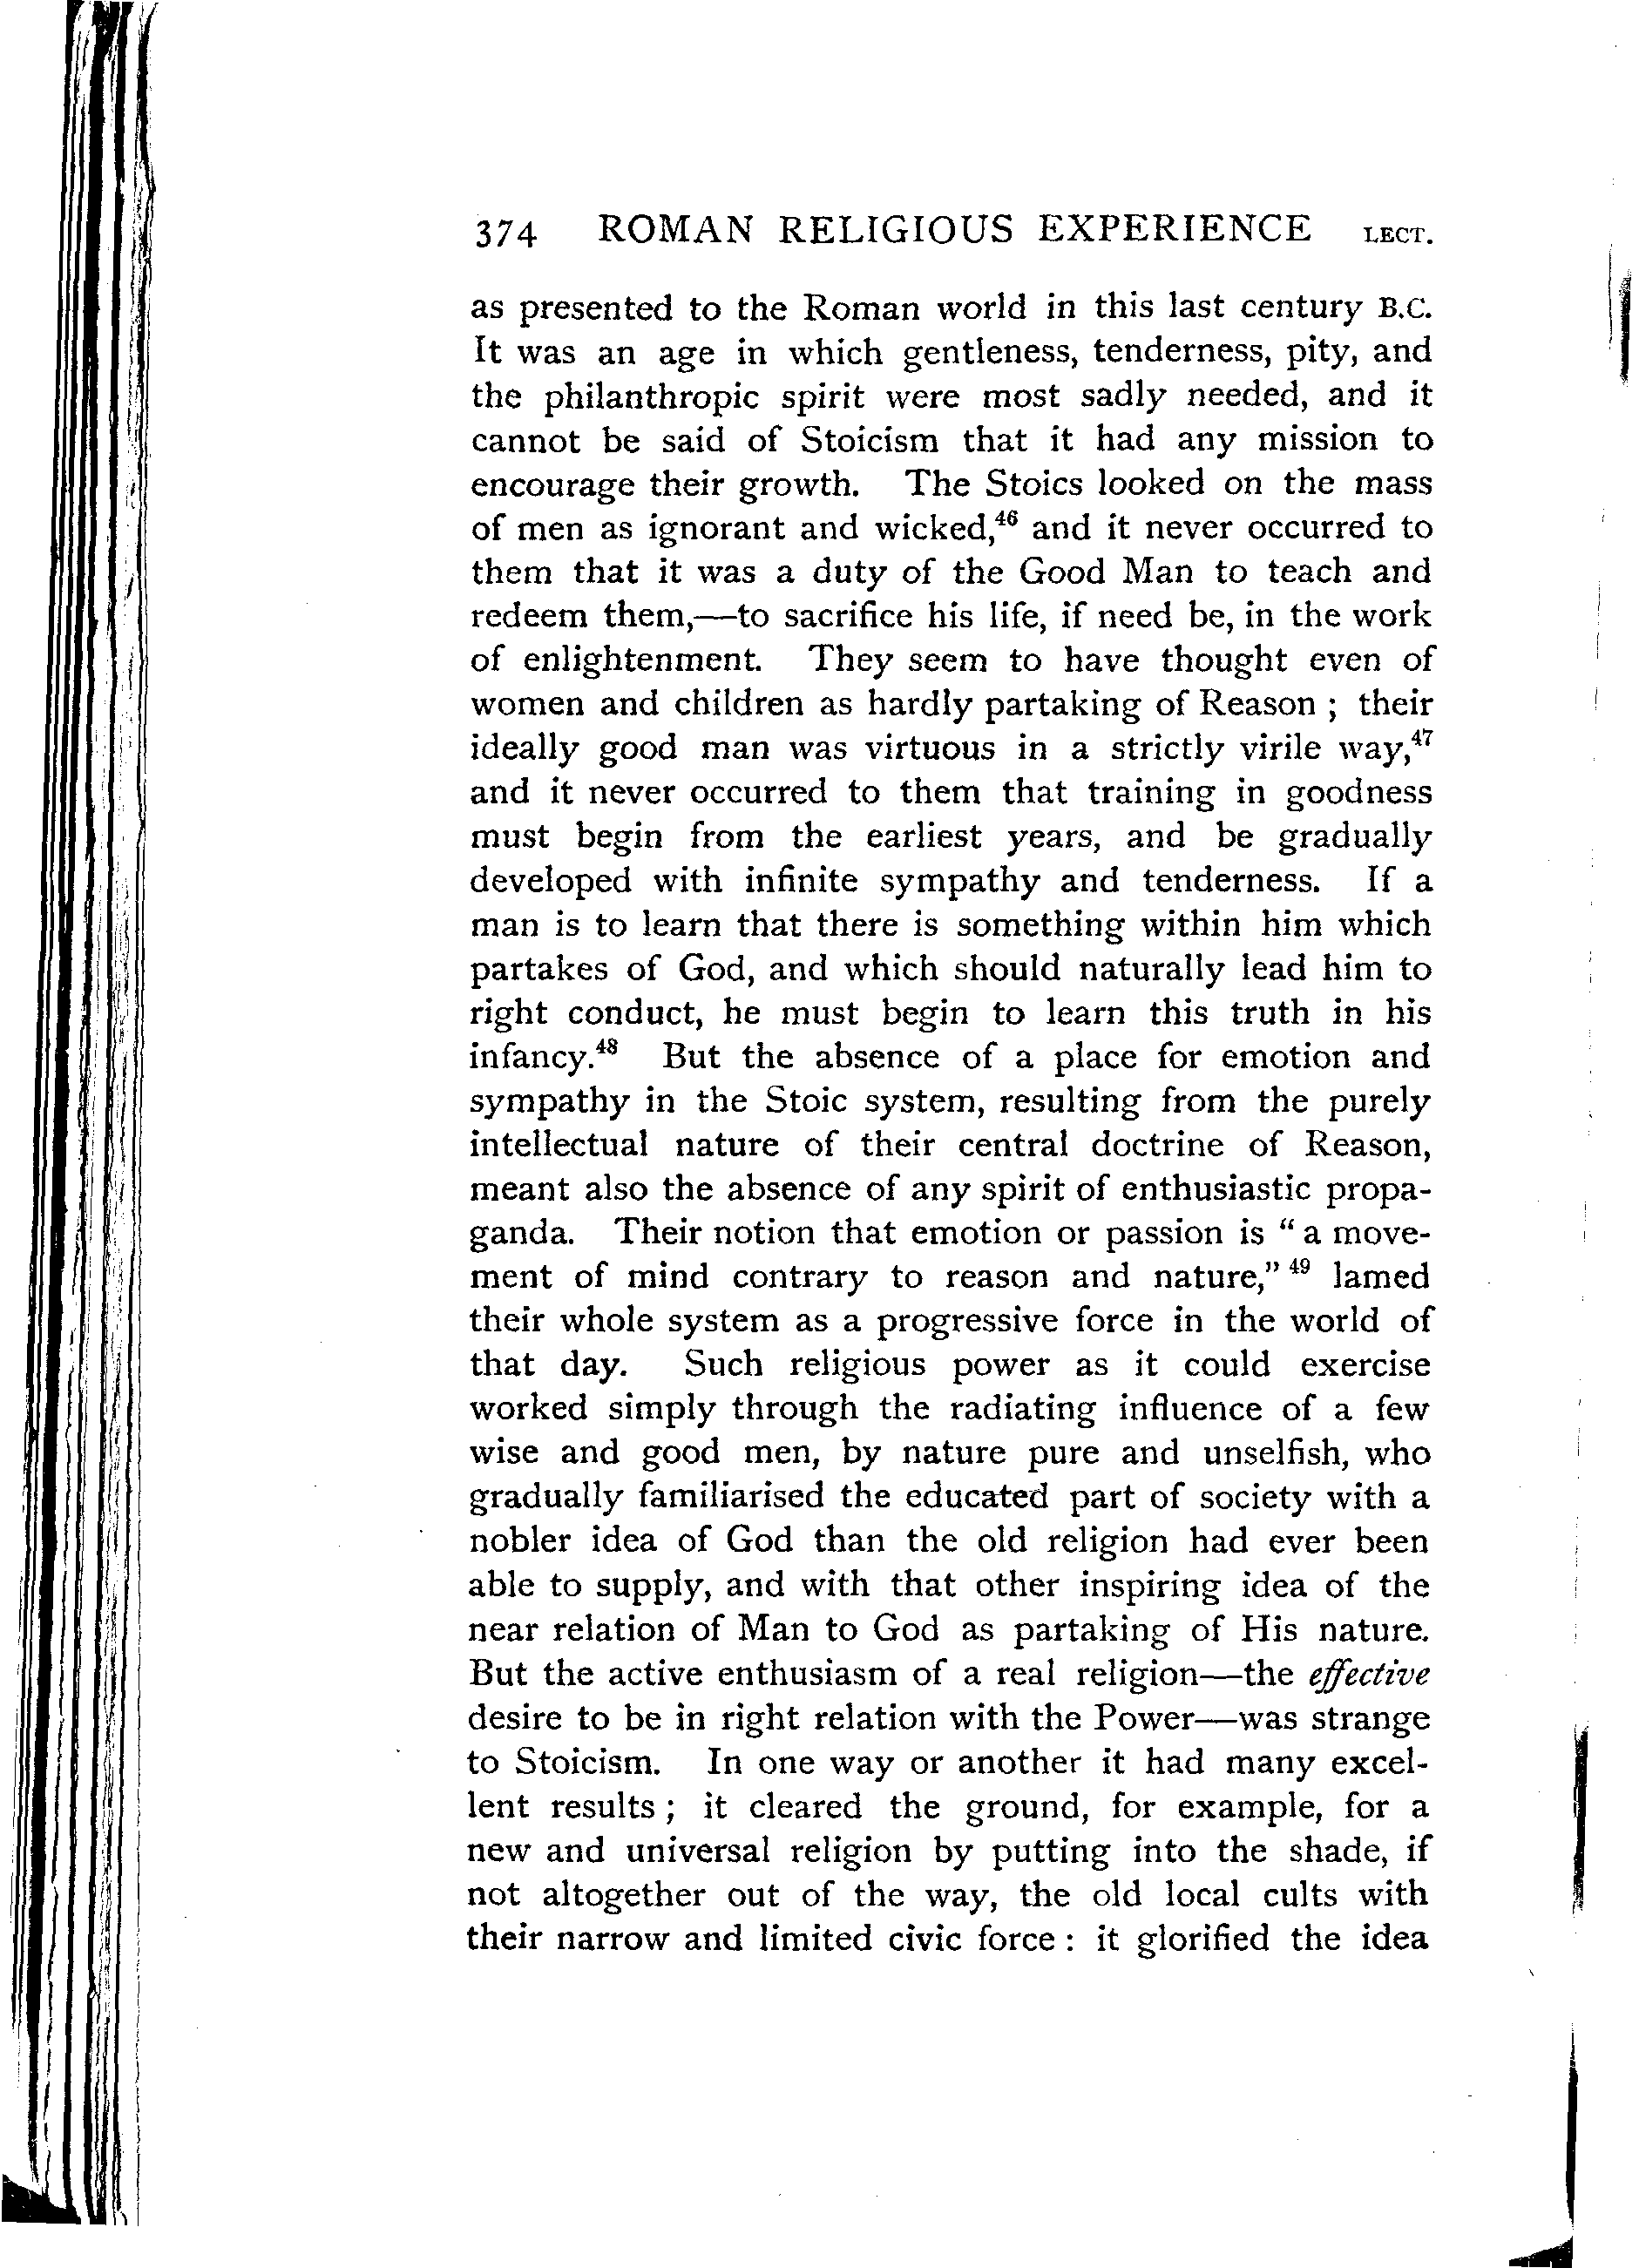 374 ROMAN RELIGIOUS EXPERIENCE LECT.
as presented to the Roman world in this last century B.C.
It was an age in which gentleness, tenderness, pity, and
the philanthropic spirit were most sadly needed, and it
cannot be said of Stoicism that it had any mission to
encourage their growth. The Stoics looked on the mass
of men as ignorant and wicked,⁴⁶ and it never occurred to
them that it was a duty of the Good Man to teach and
redeem them,—to sacrifice his life, if need be, in the work
of enlightenment. They seem to have thought even of
women and children as hardly partaking of Reason ; their
ideally good man was virtuous in a strictly virile way,⁴⁷
and it never occurred to them that training in goodness
must begin from the earliest years, and be gradually
developed with infinite sympathy and tenderness. If a
man is to learn that there is something within him which
partakes of God, and which should naturally lead him to
right conduct, he must begin to learn this truth in his
infancy.⁴⁸ But the absence of a place for emotion and
sympathy in the Stoic system, resulting from the purely
intellectual nature of their central doctrine of Reason,
meant also the absence of any spirit of enthusiastic propa-
ganda. Their notion that emotion or passion is " a move-
ment of mind contrary to reason and nature," ⁴⁹ lamed
their whole system as a progressive force in the world of
that day. Such religious power as it could exercise
worked simply through the radiating influence of a few
wise and good men, by nature pure and unselfish, who
gradually familiarised the educated part of society with a
nobler idea of God than the old religion had ever been
able to supply, and with that other inspiring idea of the
near relation of Man to God as partaking of His nature.
But the active enthusiasm of a real religion—the effective
desire to be in right relation with the Power—was strange
to Stoicism. In one way or another it had many excel-
lent results ; it cleared the ground, for example, for a
new and universal religion by putting into the shade, if
not altogether out of the way, the old local cults with
their narrow and limited civic force : it glorified the idea